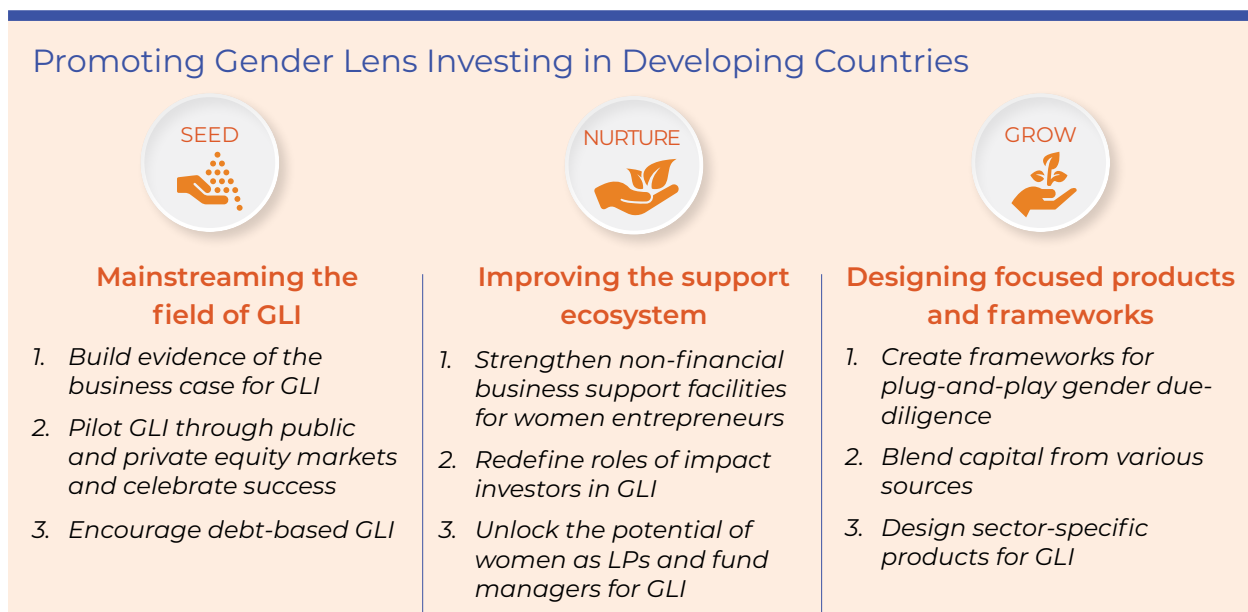 Promoting Gender Lens Investing in Developing Countries
SEED
Mainstreaming the
field of GLI
1. Build evidence of the
business case for GLI
2. Pilot GLI through public
and private equity markets
and celebrate success
3. Encourage debt-based GLI
NURTURE
Improving the support
ecosystem
1. Strengthen non-financial
business support facilities
for women entrepreneurs
2. Redefine roles of impact
investors in GLI
3. Unlock the potential of
women as LPs and fund
managers for GLI
GROW
Designing focused products
and frameworks
1. Create frameworks for
plug-and-play gender due-
diligence
2. Blend capital from various
sources
3. Design sector-specific
products for GLI